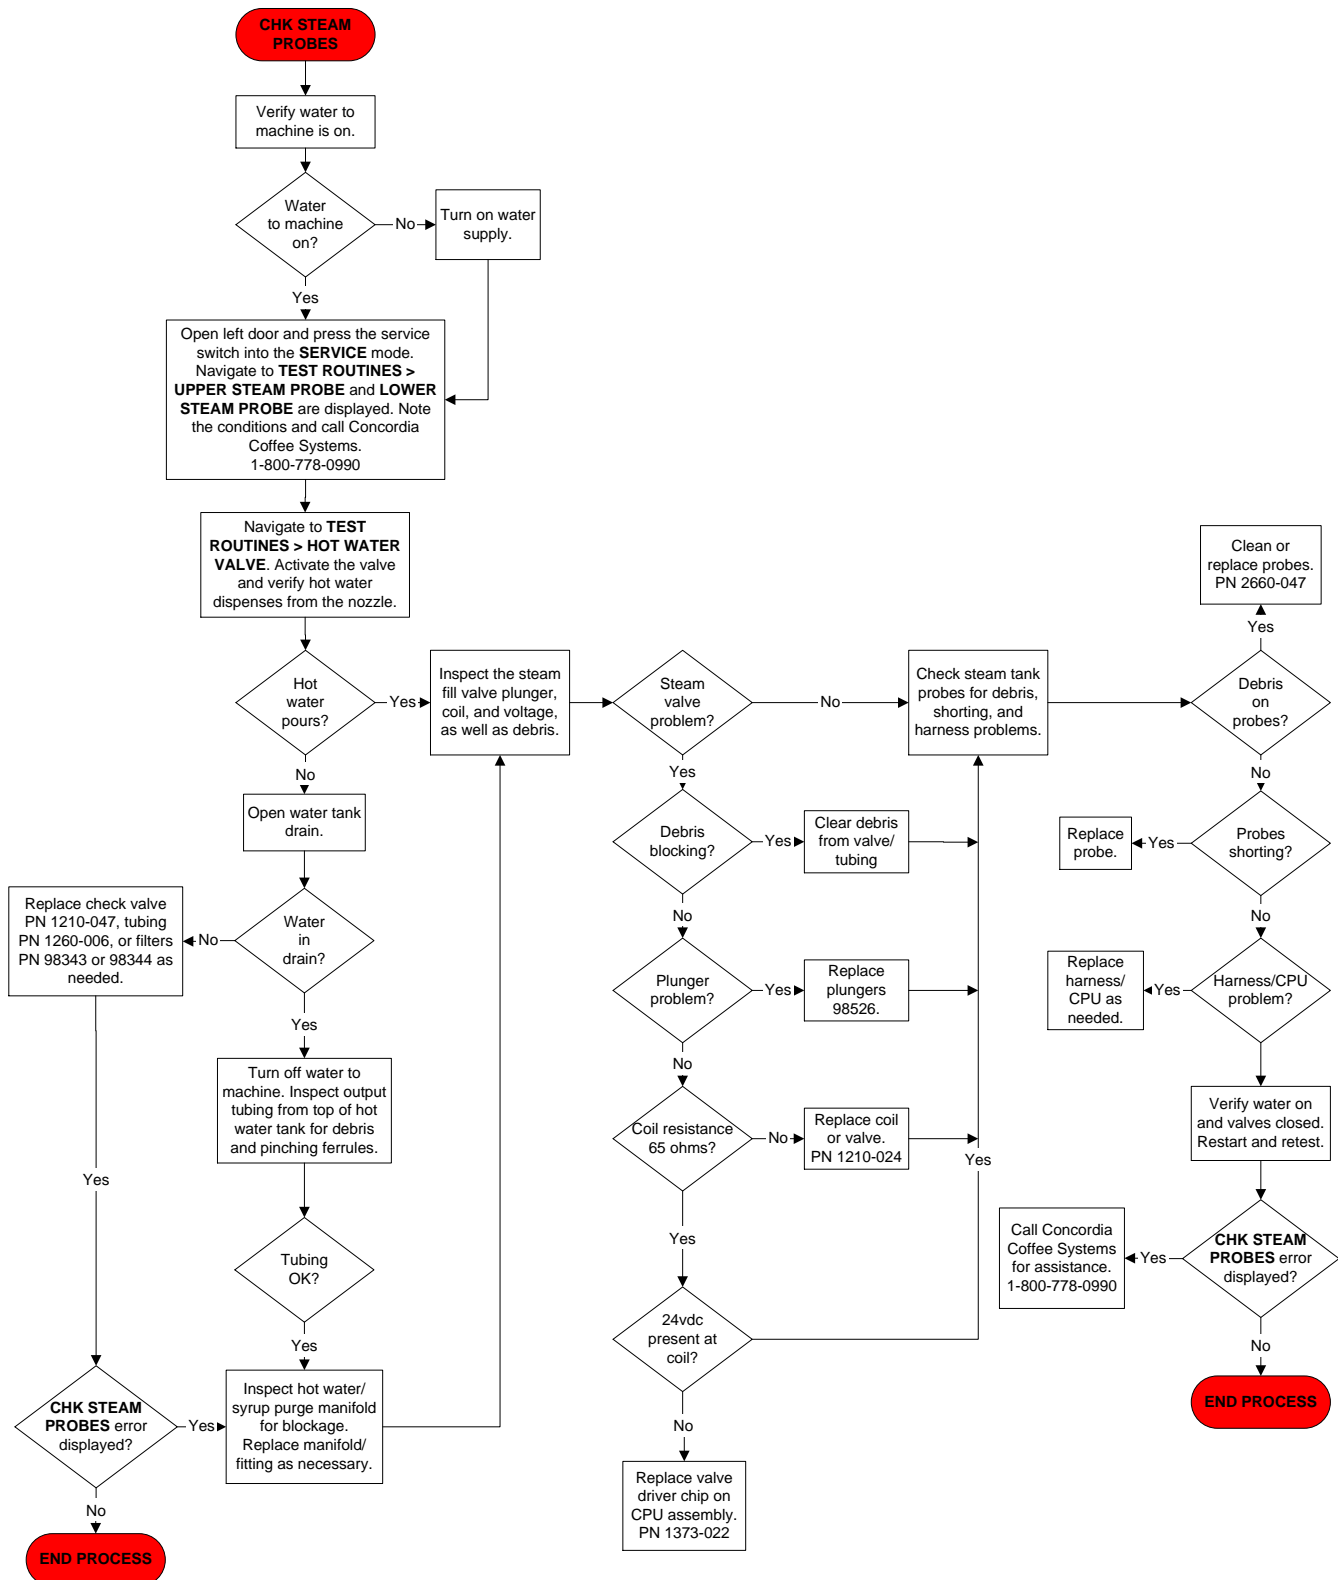 CHK STEAM
PROBES
Verify water to
machine is on.
Water
to machine
on?
No
Turn on water
supply.
Yes
Open left door and press the service
switch into the SERVICE mode.
Navigate to TEST ROUTINES >
UPPER STEAM PROBE and LOWER
STEAM PROBE are displayed. Note
the conditions and call Concordia
Coffee Systems.
1-800-778-0990
Navigate to TEST
ROUTINES > HOT WATER
VALVE. Activate the valve
and verify hot water
dispenses from the nozzle.
Hot
water
pours?
Yes
No
Open water tank
drain.
Water
in
drain?
No
Replace check valve
PN 1210-047, tubing
PN 1260-006, or filters
PN 98343 or 98344 as
needed.
Yes
Yes
Turn off water to
machine. Inspect output
tubing from top of hot
water tank for debris
and pinching ferrules.
Tubing
OK?
Yes
Inspect hot water/
syrup purge manifold
for blockage.
Replace manifold/
fitting as necessary.
CHK STEAM
PROBES error
displayed?
Yes
No
END PROCESS
Inspect the steam
fill valve plunger,
coil, and voltage,
as well as debris.
Steam
valve
problem?
No
Yes
Debris
blocking?
Yes
Clear debris
from valve/
tubing
No
Plunger
problem?
Yes
Replace
plungers
98526.
No
Coil resistance
65 ohms?
No
Replace coil
or valve.
PN 1210-024
Yes
Yes
24vdc
present at
coil?
No
Replace valve
driver chip on
CPU assembly.
PN 1373-022
Check steam tank
probes for debris,
shorting, and
harness problems.
Clean or
replace probes.
PN 2660-047
Yes
Debris
on
probes?
No
Probes
shorting?
Yes
Replace
probe.
No
Harness/CPU
problem?
Yes
Replace
harness/
CPU as
needed.
Verify water on
and valves closed.
Restart and retest.
CHK STEAM
PROBES error
displayed?
Yes
Call Concordia
Coffee Systems
for assistance.
1-800-778-0990
No
END PROCESS